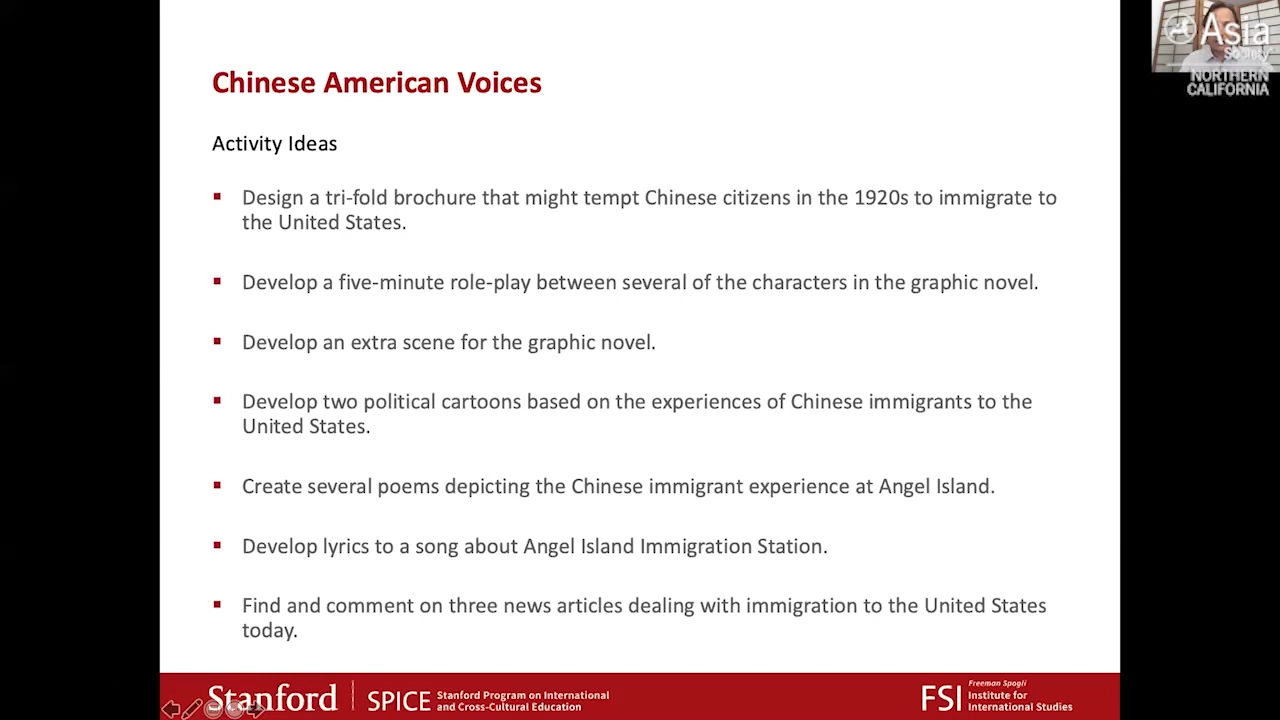 Asia
Society
NORTHERN
CALIFORNIA
Chinese American Voices
Activity Ideas
Design a tri-fold brochure that might tempt Chinese citizens in the 1920s to immigrate to
the United States.
Develop a five-minute role-play between several of the characters in the graphic novel.
Develop an extra scene for the graphic novel.
Develop two political cartoons based on the experiences of Chinese immigrants to the
United States.
Create several poems depicting the Chinese immigrant experience at Angel Island.
Develop lyrics to a song about Angel Island Immigration Station.
Find and comment on three news articles dealing with immigration to the United States
today.
Stanford
SPICE
Stanford Program on International
and Cross-Cultural Education
FSI
Freeman Spogli
Institute for
International Studies